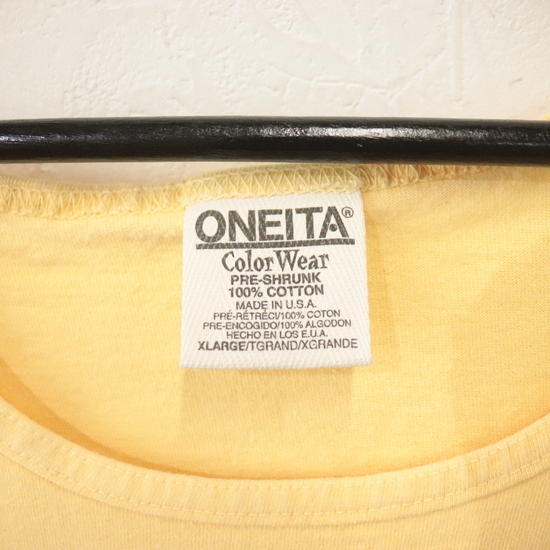 ONEITA®
Color Wear
PRE-SHRUNK
100% COTTON
MADE IN U.S.A.
PRÉ-RÉTRÉCI/100% COTON
PRE-ENCOGIDO/100% ALGODON
HECHO EN LOS E.U.A.
XLARGE/TGRAND/XGRANDE